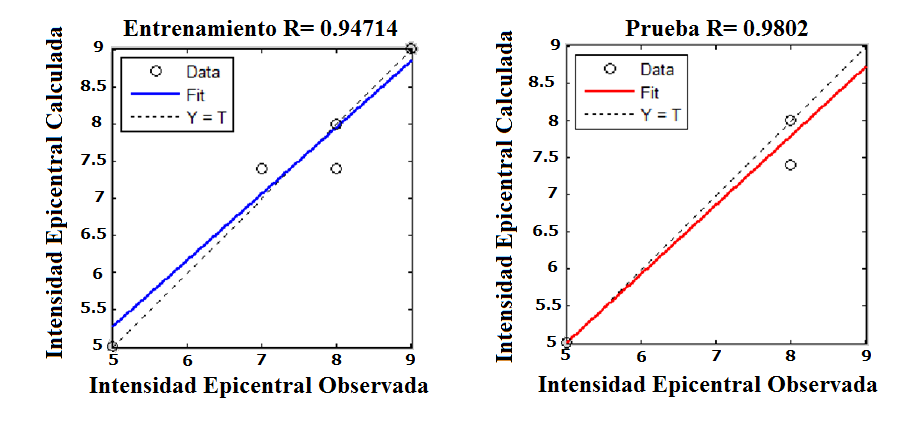 Entrenamiento R= 0.94714
Intensidad Epicentral Calculada
9
8.5
8
7.5
7
6.5
6
5.5
5
Data
Fit
Y = T
5 6 7 8 9
Intensidad Epicentral Observada
Prueba R= 0.9802
Intensidad Epicentral Calculada
9
8.5
8
7.5
7
6.5
6
5.5
5
Data
Fit
Y = T
5 6 7 8 9
Intensidad Epicentral Observada